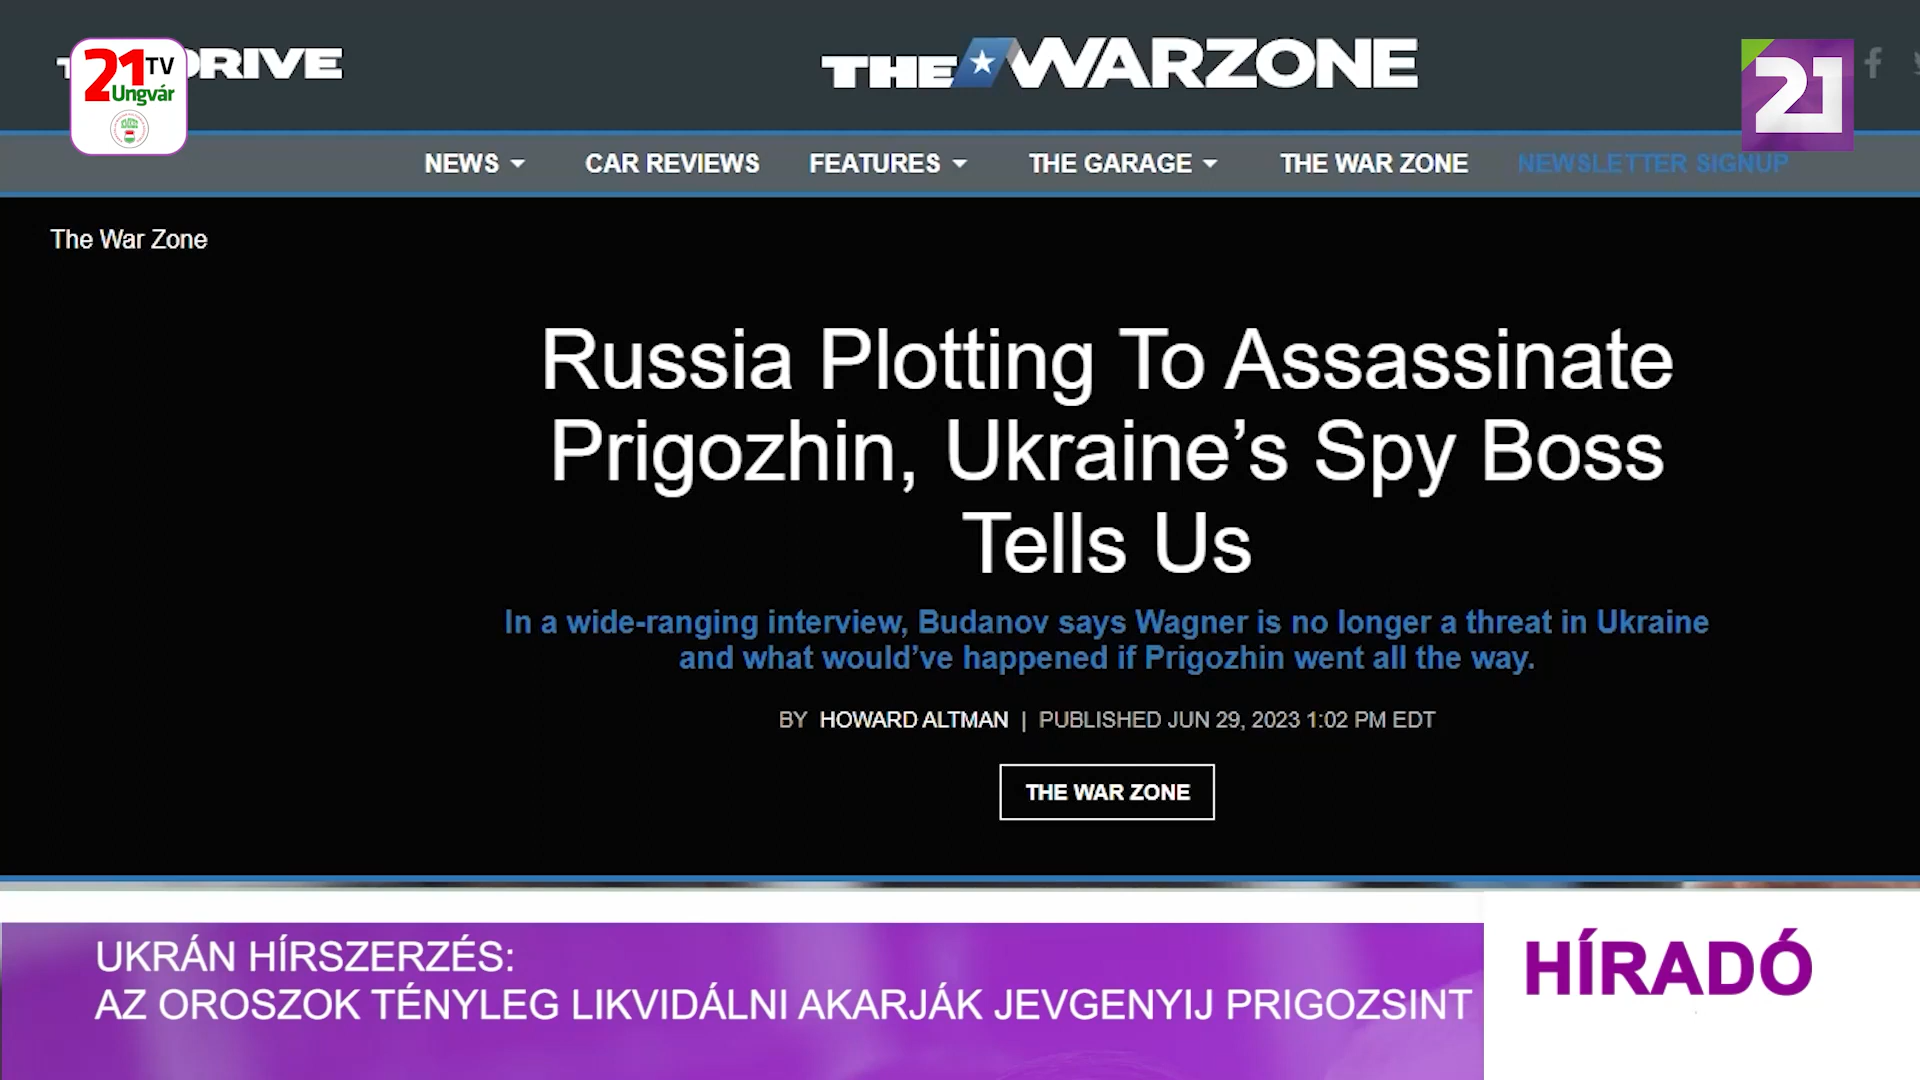 21 TV
Ungvár
DRIVE
THE WARZONE
21
NEWS
CAR REVIEWS
FEATURES
THE GARAGE
THE WAR ZONE
NEWSLETTER SIGNUP
The War Zone
Russia Plotting To Assassinate
Prigozhin, Ukraine’s Spy Boss
Tells Us
In a wide-ranging interview, Budanov says Wagner is no longer a threat in Ukraine
and what would’ve happened if Prigozhin went all the way.
BY HOWARD ALTMAN | PUBLISHED JUN 29, 2023 1:02 PM EDT
THE WAR ZONE
UKRÁN HÍRSZERZÉS:
AZ OROSZOK TÉNYLEG LIKVIDÁLNI AKARJÁK JEVGENYIJ PRIGOZSINT
HÍRADÓ